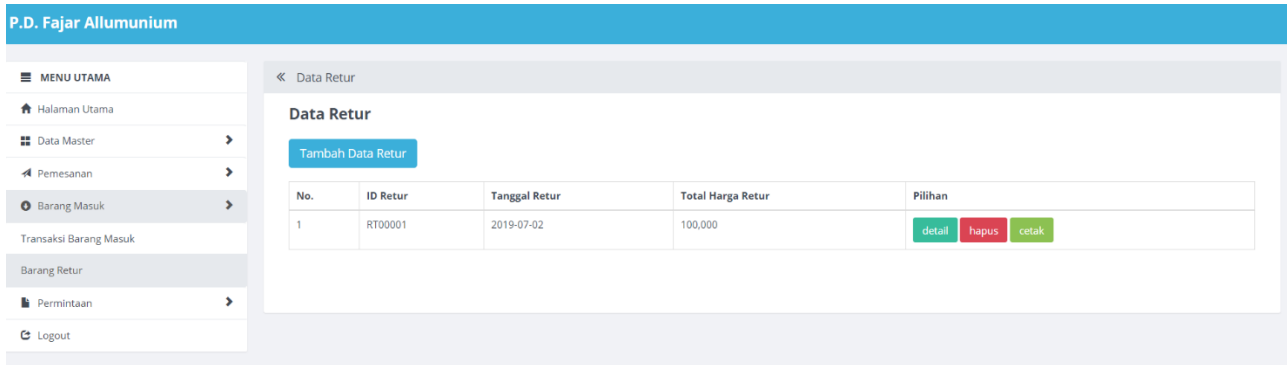 P.D. Fajar Allumunium
MENU UTAMA
Halaman Utama
Data Master
Pemesanan
Barang Masuk
Transaksi Barang Masuk
Barang Retur
Permintaan
Logout
Data Retur
Data Retur
Tambah Data Retur
No. ID Retur Tanggal Retur Total Harga Retur Pilihan
1 RT00001 2019-07-02 100,000 detail hapus cetak